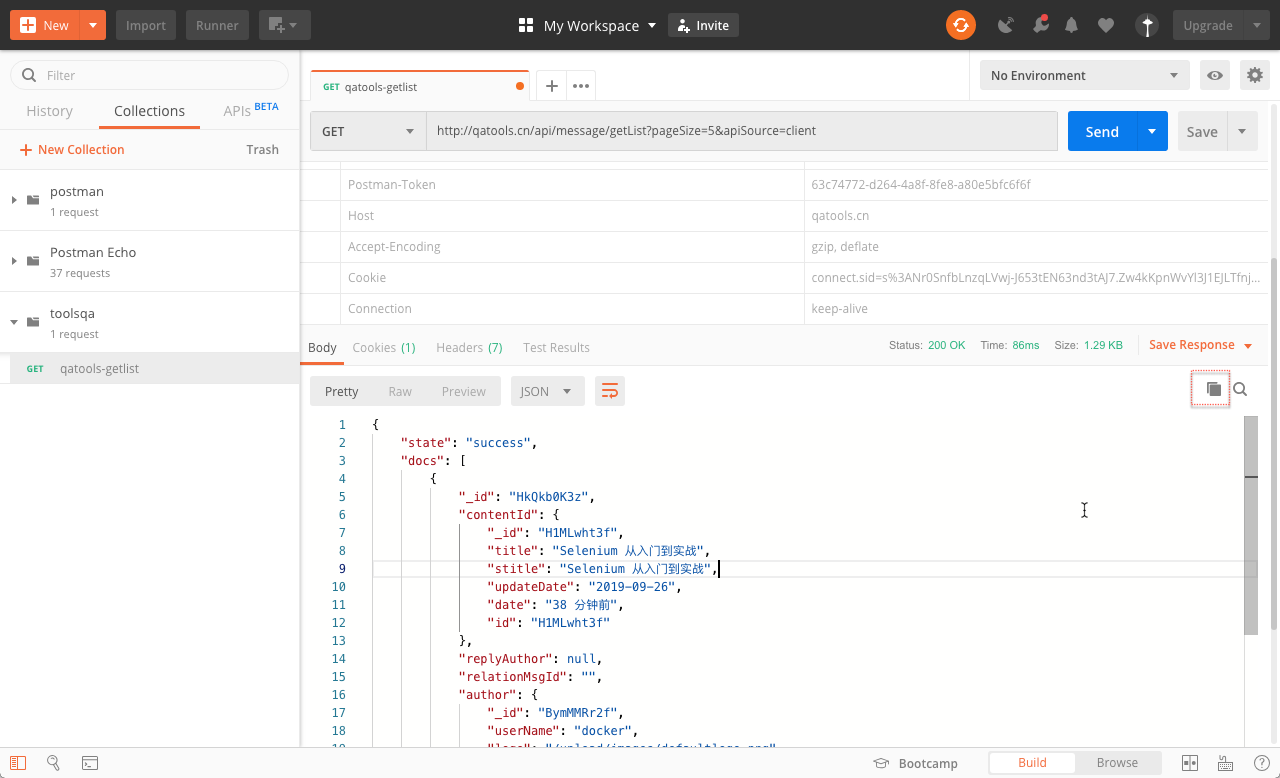 New Import Runner My Workspace Invite Upgrade
Filter
History Collections APIs BETA
New Collection Trash
postman
1 request
Postman Echo
37 requests
toolsqa
1 request
GET qatools-getlist
GET qatools-getlist No Environment
GET http://qatools.cn/api/message/getList?pageSize=5&apiSource=client Send Save
Postman-Token 63c74772-d264-4a8f-8fe8-a80e5bfc6f6f
Host qatools.cn
Accept-Encoding gzip, deflate
Cookie connect.sid=s%3ANr0SnfbLnzqLVwj-J653tEN63nd3tAJ7.Zw4kKpnWvYl3J1EJLTfnj...
Connection keep-alive
Body Cookies (1) Headers (7) Test Results Status: 200 OK Time: 86ms Size: 1.29 KB Save Response
Pretty Raw Preview JSON
1 {
2 "state": "success",
3 "docs": [
4 {
5 "_id": "HkQkb0K3z",
6 "contentId": {
7 "_id": "H1MLwht3f",
8 "title": "Selenium 从入门到实战",
9 "stitle": "Selenium 从入门到实战",
10 "updateDate": "2019-09-26",
11 "date": "38 分钟前",
12 "id": "H1MLwht3f"
13 },
14 "replyAuthor": null,
15 "relationMsgId": "",
16 "author": {
17 "_id": "BymMMRr2f",
18 "userName": "docker",
Bootcamp Build Browse